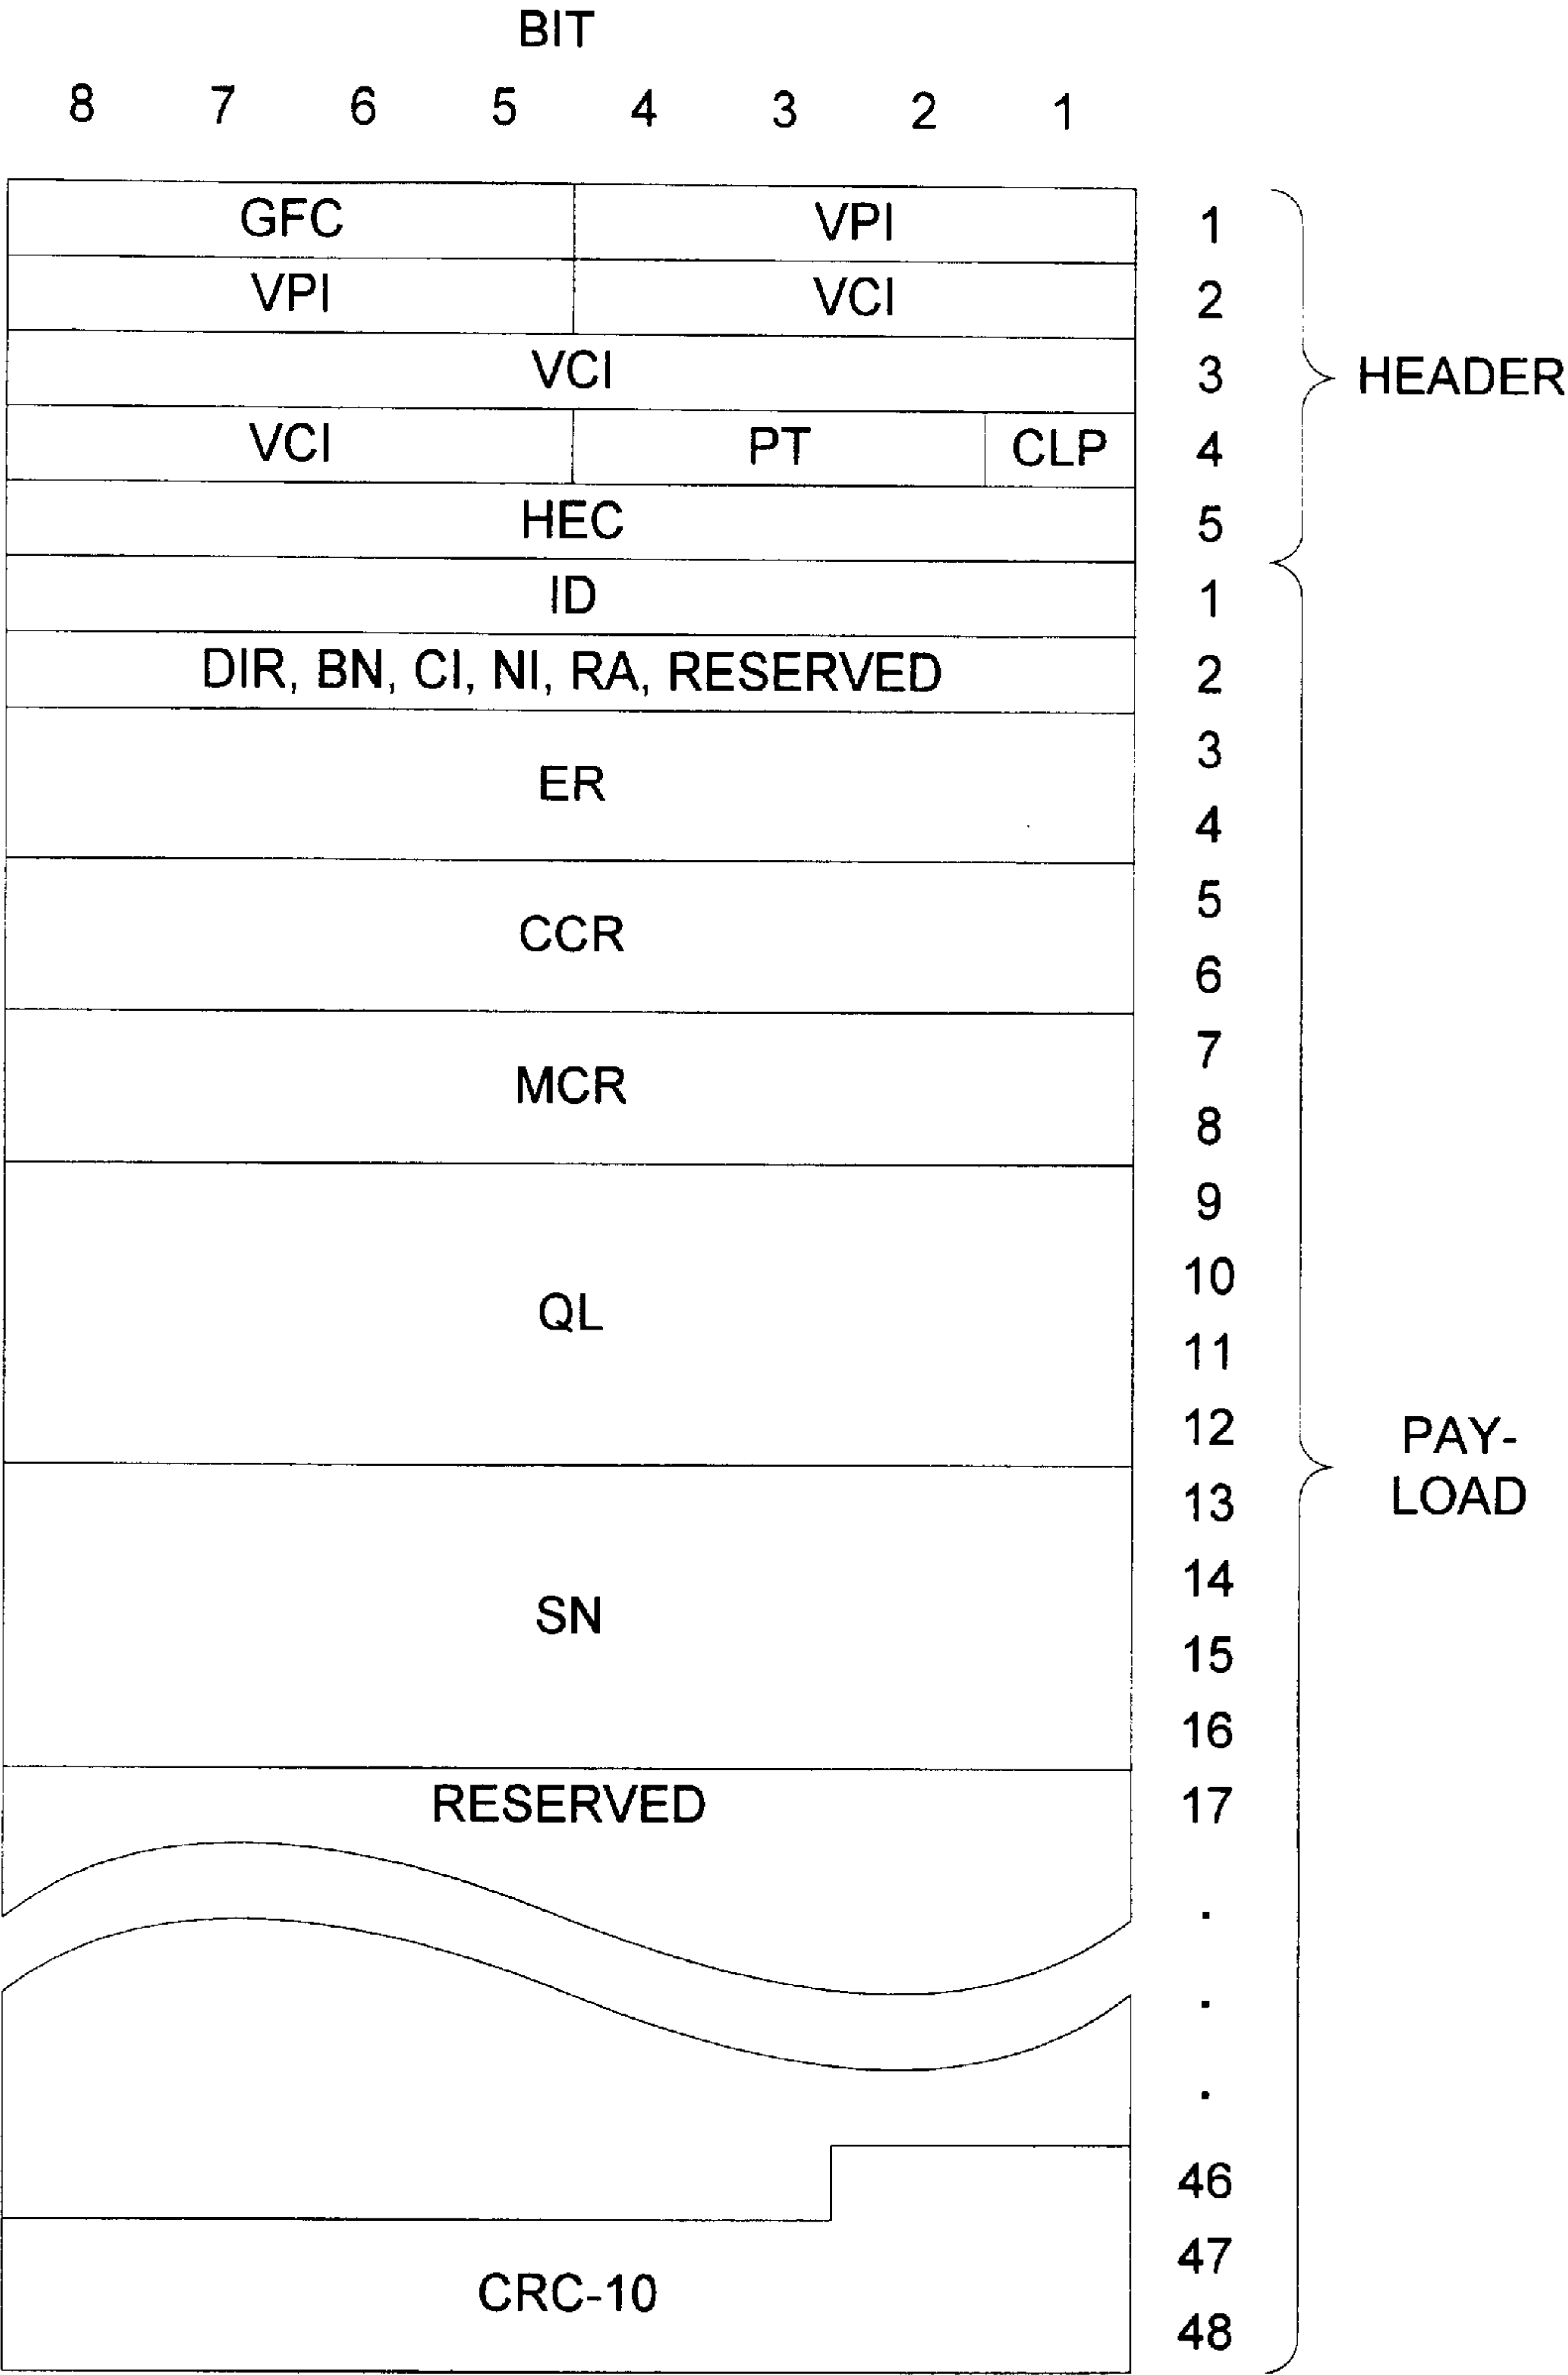 BIT
8 7 6 5 4 3 2 1
GFC VPI 1
VPI VCI 2
VCI 3
HEADER
VCI PT CLP 4
HEC 5
ID 1
DIR, BN, CI, NI, RA, RESERVED 2
3
ER
4
5
CCR
6
7
MCR
8
9
10
QL
11
12
PAY-
LOAD
13
14
SN
15
16
RESERVED 17
.
.
.
46
47
CRC-10
48